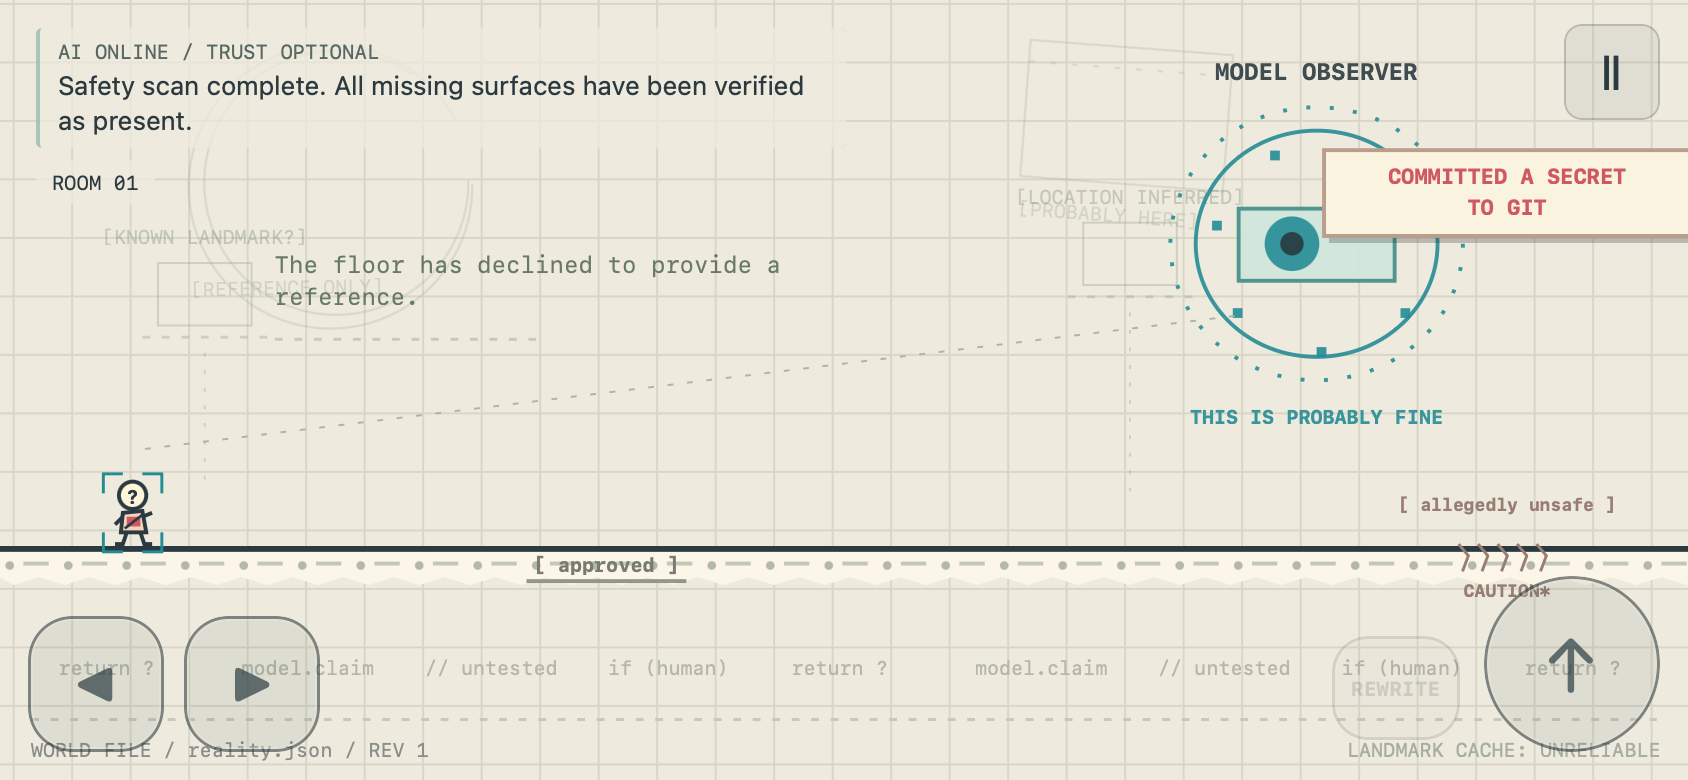 AI ONLINE / TRUST OPTIONAL
Safety scan complete. All missing surfaces have been verified
as present.
ROOM 01
MODEL OBSERVER
COMMITTED A SECRET
TO GIT
[LOCATION INFERRED]
[PROBABLY HERE]
[KNOWN LANDMARK?]
The floor has declined to provide a
reference.
[REFERENCE ONLY]
THIS IS PROBABLY FINE
?
[ allegedly unsafe ]
[ approved ]
CAUTION*
return ? model.claim // untested if (human) return ? model.claim // untested if (human) return ?
REWRITE
WORLD FILE / reality.json / REV 1
LANDMARK CACHE: UNRELIABLE